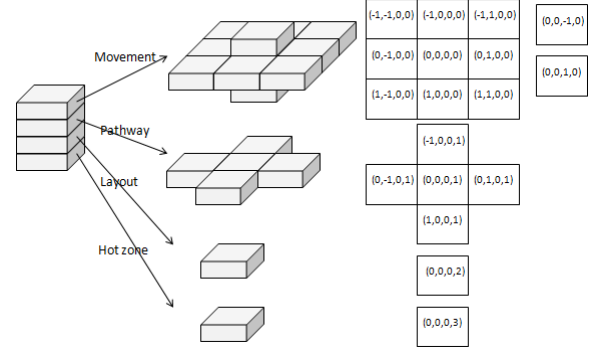 Movement
Pathway
Layout
Hot zone
(-1,-1,0,0) (-1,0,0,0) (-1,1,0,0)
(0,-1,0,0) (0,0,0,0) (0,1,0,0)
(1,-1,0,0) (1,0,0,0) (1,1,0,0)
(0,0,-1,0)
(0,0,1,0)
(-1,0,0,1)
(0,-1,0,1) (0,0,0,1) (0,1,0,1)
(1,0,0,1)
(0,0,0,2)
(0,0,0,3)